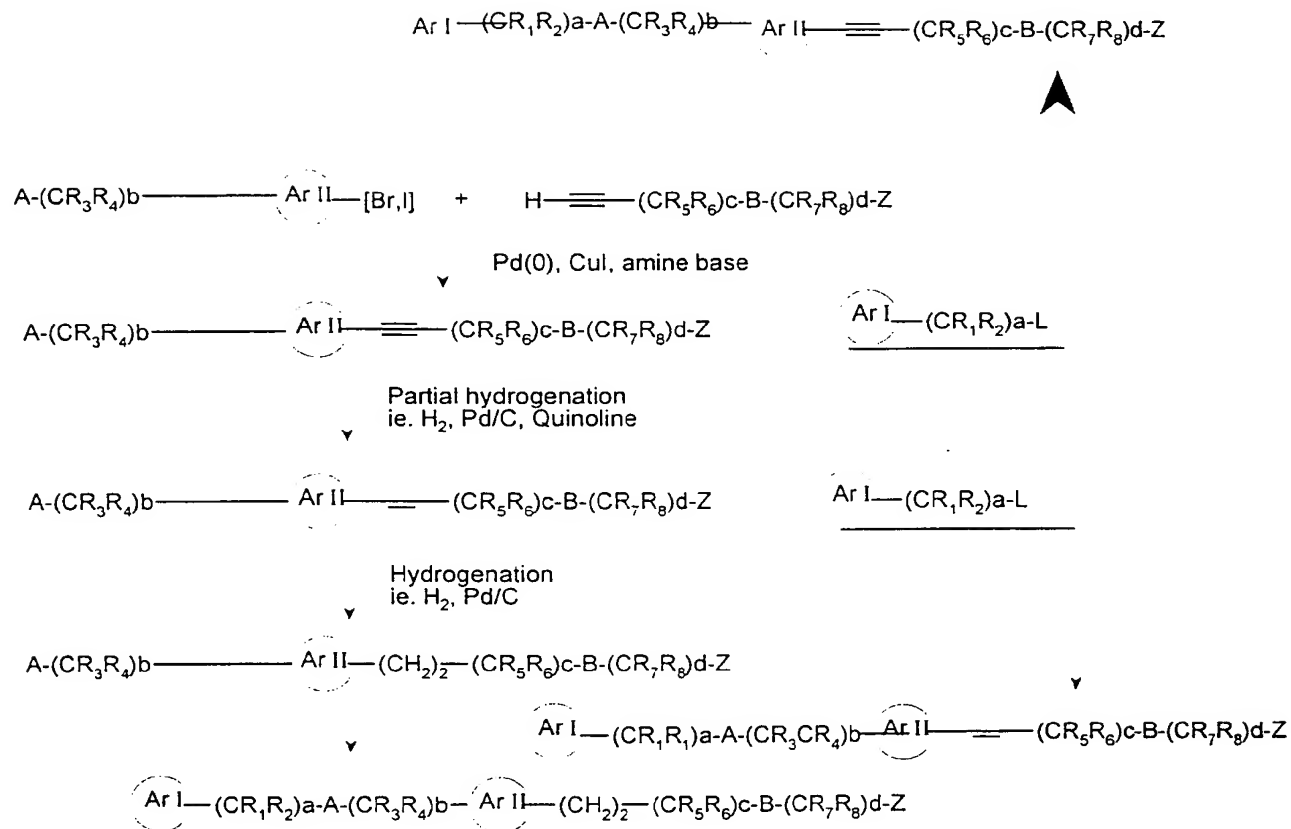 Ar I—(CR₁R₂)a-A-(CR₃R₄)b—Ar II—≡—(CR₅R₆)c-B-(CR₇R₈)d-Z
A-(CR₃R₄)b—Ar II—[Br,I] + H—≡—(CR₅R₆)c-B-(CR₇R₈)d-Z
Pd(0), CuI, amine base
A-(CR₃R₄)b—Ar II—≡—(CR₅R₆)c-B-(CR₇R₈)d-Z
Ar I—(CR₁R₂)a-L
Partial hydrogenation
ie. H₂, Pd/C, Quinoline
A-(CR₃R₄)b—Ar II—=—(CR₅R₆)c-B-(CR₇R₈)d-Z
Ar I—(CR₁R₂)a-L
Hydrogenation
ie. H₂, Pd/C
A-(CR₃R₄)b—Ar II—(CH₂)₂—(CR₅R₆)c-B-(CR₇R₈)d-Z
Ar I—(CR₁R₁)a-A-(CR₃CR₄)b—Ar II—=—(CR₅R₆)c-B-(CR₇R₈)d-Z
Ar I—(CR₁R₂)a-A-(CR₃R₄)b—Ar II—(CH₂)₂—(CR₅R₆)c-B-(CR₇R₈)d-Z